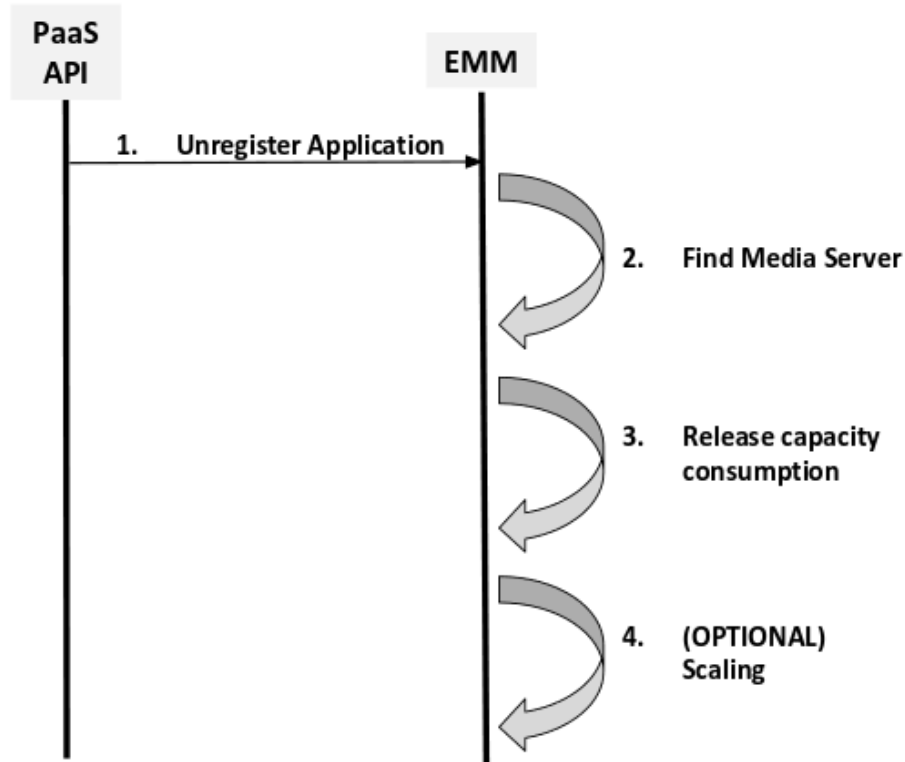 PaaS
API
EMM
1. Unregister Application
2. Find Media Server
3. Release capacity
consumption
4. (OPTIONAL)
Scaling